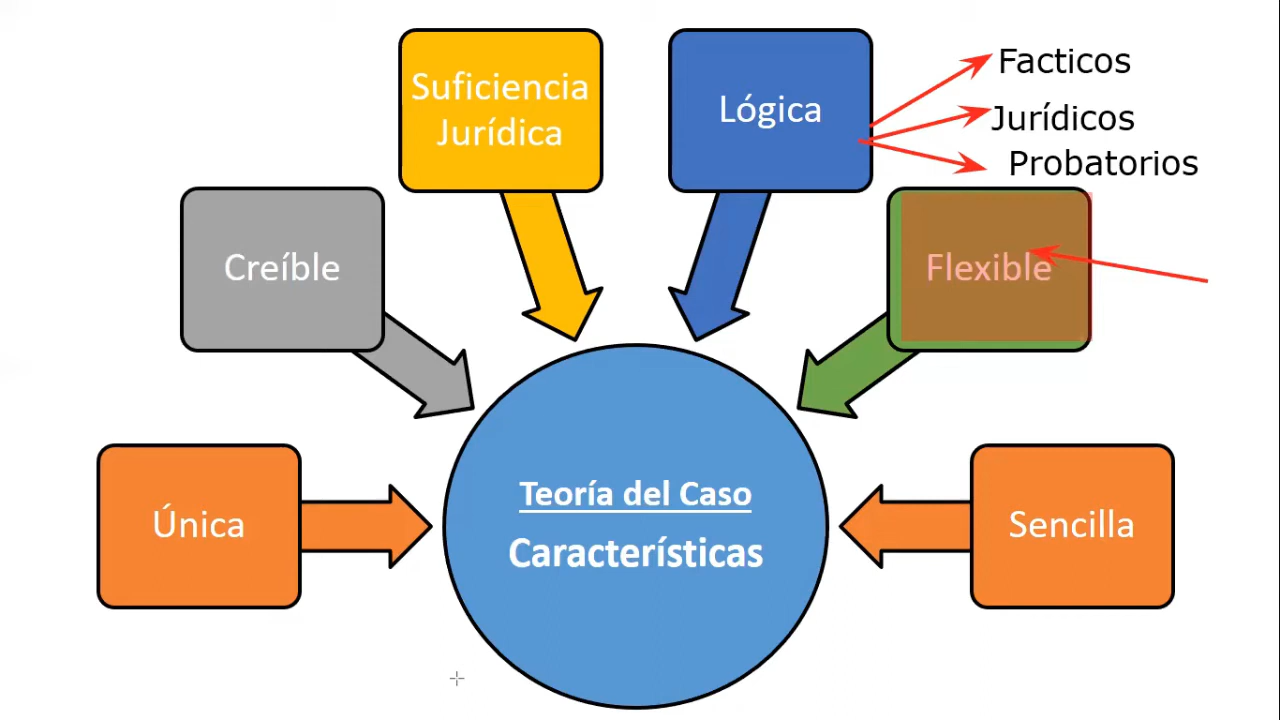 Suficiencia
Jurídica
Lógica
Facticos
Jurídicos
Probatorios
Creíble
Flexible
Única
Teoría del Caso
Características
Sencilla